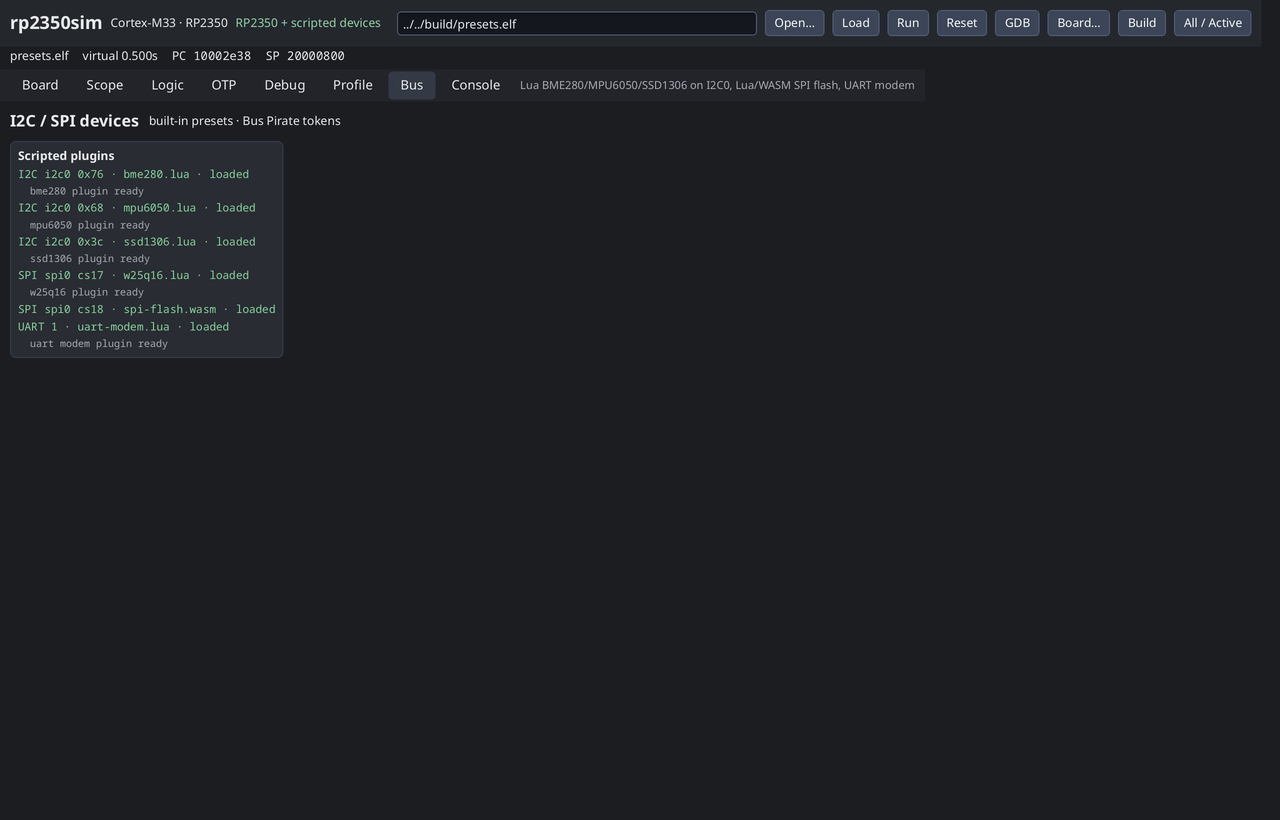 rp2350sim Cortex-M33 · RP2350 RP2350 + scripted devices ../../build/presets.elf Open... Load Run Reset GDB Board... Build All / Active
presets.elf virtual 0.500s PC 10002e38 SP 20000800
Board Scope Logic OTP Debug Profile Bus Console Lua BME280/MPU6050/SSD1306 on I2C0, Lua/WASM SPI flash, UART modem
I2C / SPI devices built-in presets · Bus Pirate tokens
Scripted plugins
I2C i2c0 0x76 · bme280.lua · loaded
bme280 plugin ready
I2C i2c0 0x68 · mpu6050.lua · loaded
mpu6050 plugin ready
I2C i2c0 0x3c · ssd1306.lua · loaded
ssd1306 plugin ready
SPI spi0 cs17 · w25q16.lua · loaded
w25q16 plugin ready
SPI spi0 cs18 · spi-flash.wasm · loaded
UART 1 · uart-modem.lua · loaded
uart modem plugin ready